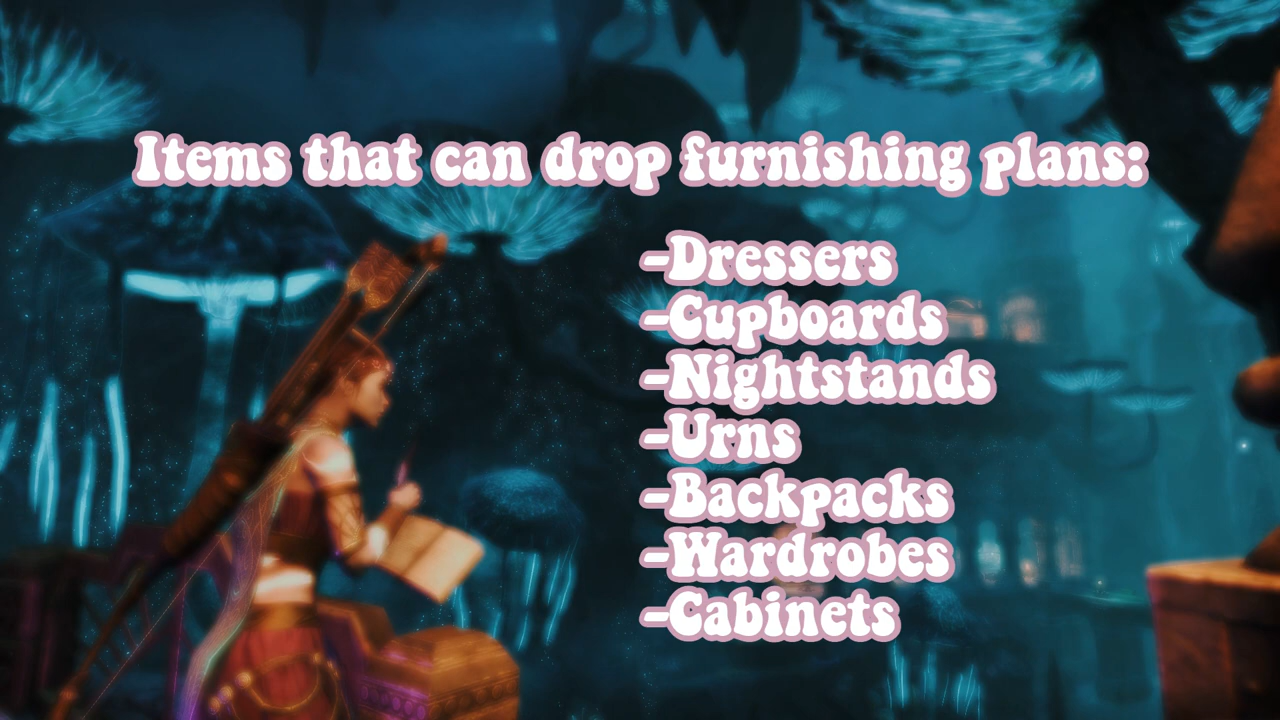 Items that can drop furnishing plans:
-Dressers
-Cupboards
-Nightstands
-Urns
-Backpacks
-Wardrobes
-Cabinets